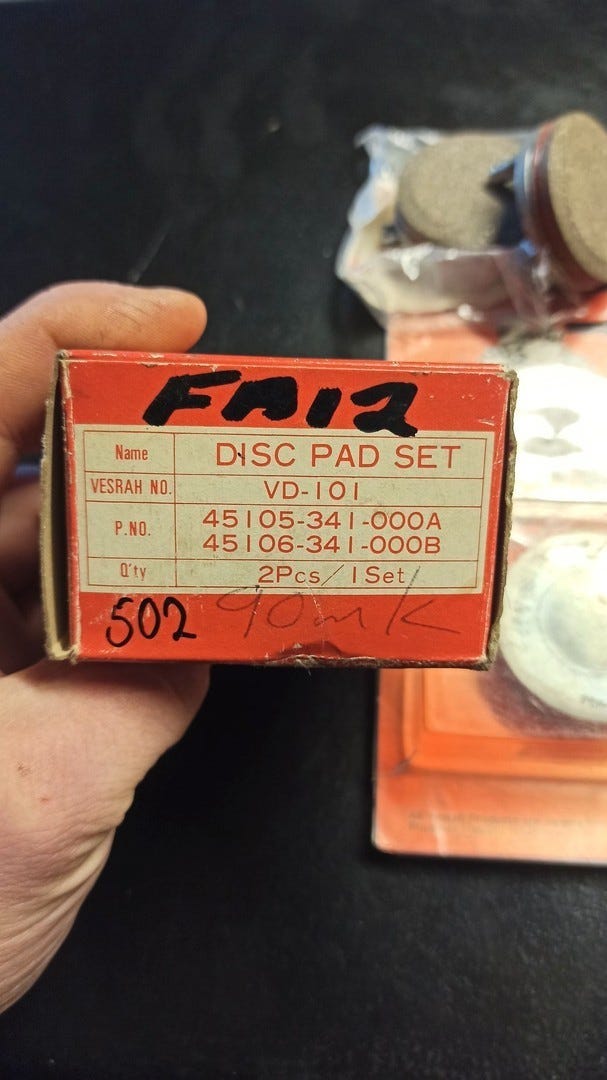 FA12
Name DISC PAD SET
VESRAH NO. VD-101
P.NO. 45105-341-000A
45106-341-000B
Q'ty 2Pcs/1Set
502 90mk